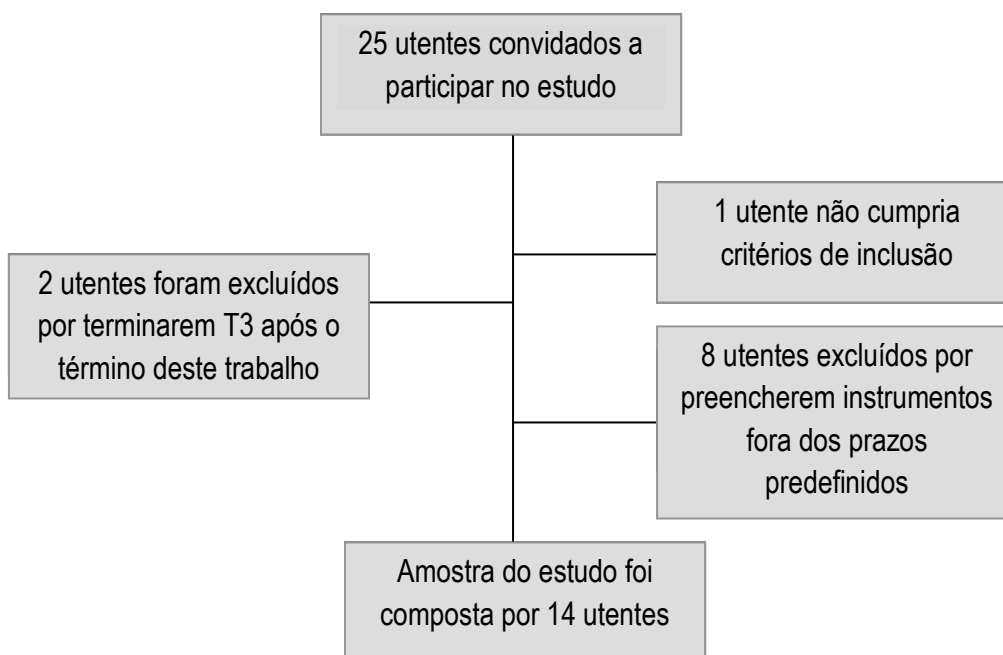 25 utentes convidados a
participar no estudo
1 utente não cumpria
critérios de inclusão
2 utentes foram excluídos
por terminarem T3 após o
término deste trabalho
8 utentes excluídos por
preencherem instrumentos
fora dos prazos
predefinidos
Amostra do estudo foi
composta por 14 utentes